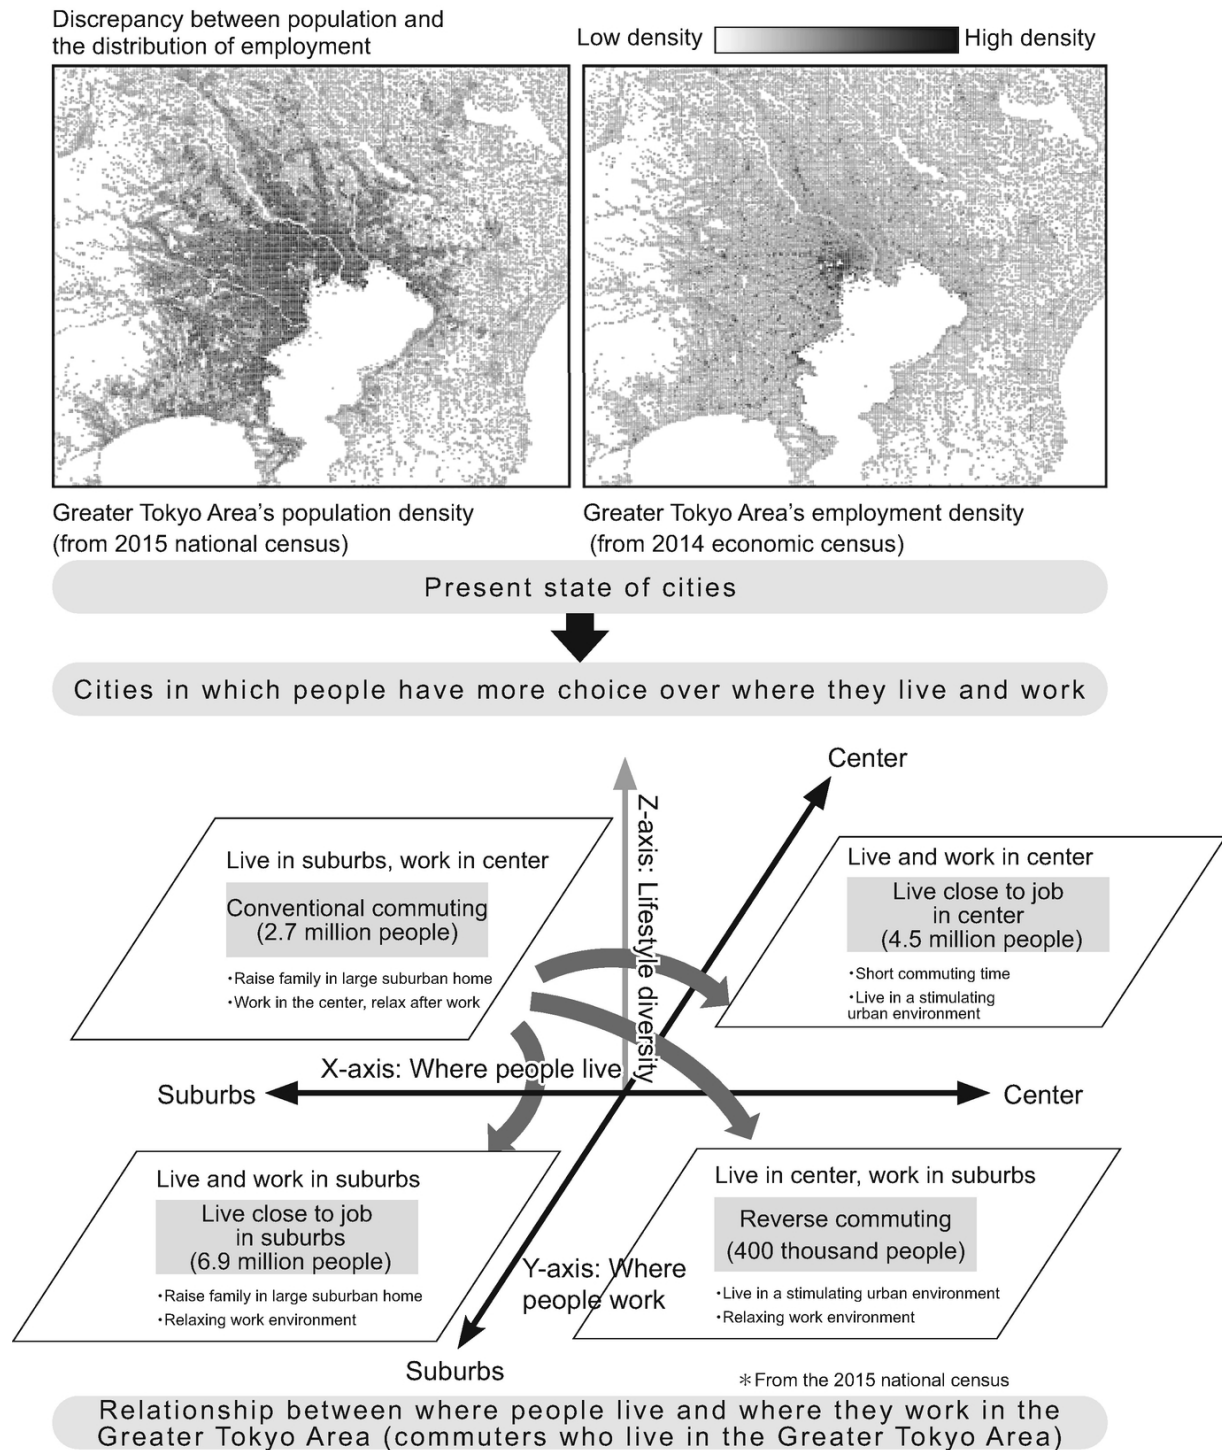 Discrepancy between population and
the distribution of employment
Low density
High density
Greater Tokyo Area's population density
(from 2015 national census)
Greater Tokyo Area's employment density
(from 2014 economic census)
Present state of cities
Cities in which people have more choice over where they live and work
Center
Z-axis: Lifestyle diversity
Live in suburbs, work in center
Conventional commuting
(2.7 million people)
・Raise family in large suburban home
・Work in the center, relax after work
Live and work in center
Live close to job
in center
(4.5 million people)
・Short commuting time
・Live in a stimulating
urban environment
X-axis: Where people live
Suburbs
Center
Live and work in suburbs
Live close to job
in suburbs
(6.9 million people)
・Raise family in large suburban home
・Relaxing work environment
Live in center, work in suburbs
Reverse commuting
(400 thousand people)
・Live in a stimulating urban environment
・Relaxing work environment
Y-axis: Where
people work
Suburbs
＊From the 2015 national census
Relationship between where people live and where they work in the
Greater Tokyo Area (commuters who live in the Greater Tokyo Area)